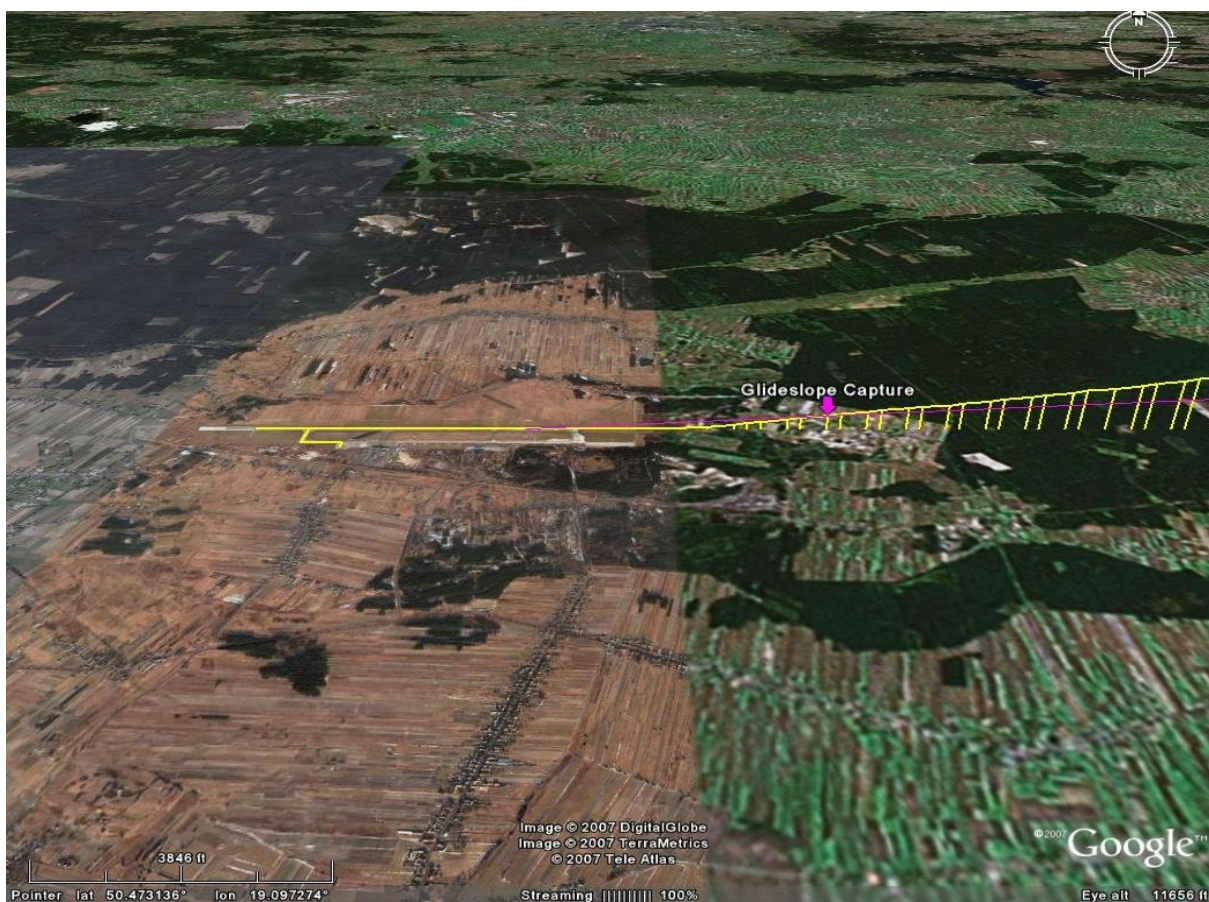 N
Glideslope Capture
Image © 2007 DigitalGlobe
Image © 2007 TerraMetrics
© 2007 Tele Atlas
©2007 Google™
3846 ft
Pointer lat 50.473136° lon 19.097274° Streaming |||||||||| 100% Eye alt 11656 ft